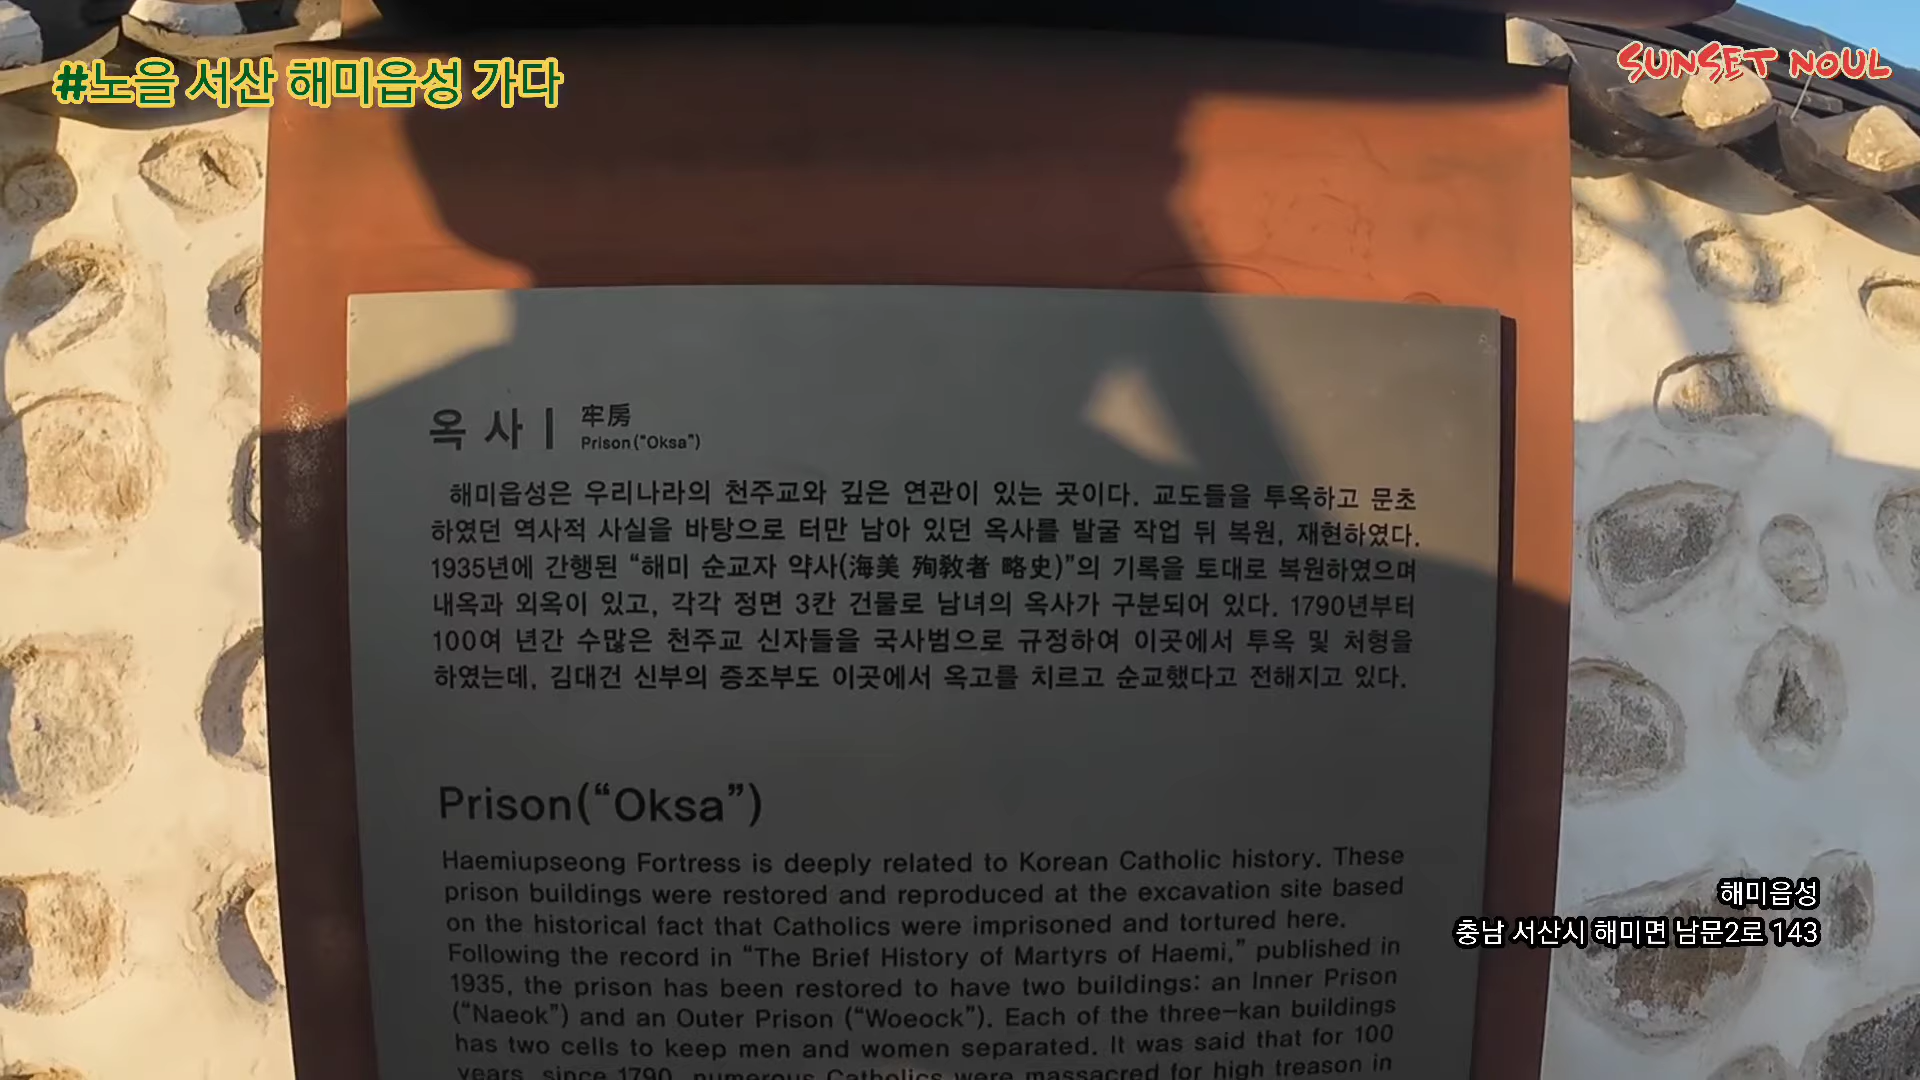 #노을 서산 해미읍성 가다
SUNSET NOUL
옥사 | 牢房
Prison(“Oksa”)
해미읍성은 우리나라의 천주교와 깊은 연관이 있는 곳이다. 교도들을 투옥하고 문초
하였던 역사적 사실을 바탕으로 터만 남아 있던 옥사를 발굴 작업 뒤 복원, 재현하였다.
1935년에 간행된 “해미 순교자 약사(海美 殉敎者 略史)”의 기록을 토대로 복원하였으며
내옥과 외옥이 있고, 각각 정면 3칸 건물로 남녀의 옥사가 구분되어 있다. 1790년부터
100여 년간 수많은 천주교 신자들을 국사범으로 규정하여 이곳에서 투옥 및 처형을
하였는데, 김대건 신부의 증조부도 이곳에서 옥고를 치르고 순교했다고 전해지고 있다.
Prison(“Oksa”)
Haemiupseong Fortress is deeply related to Korean Catholic history. These
prison buildings were restored and reproduced at the excavation site based
on the historical fact that Catholics were imprisoned and tortured here.
Following the record in “The Brief History of Martyrs of Haemi,” published in
1935, the prison has been restored to have two buildings: an Inner Prison
(“Naeok”) and an Outer Prison (“Woeock”). Each of the three-kan buildings
has two cells to keep men and women separated. It was said that for 100
years, since 1790, numerous Catholics were massacred for high treason in
해미읍성
충남 서산시 해미면 남문2로 143